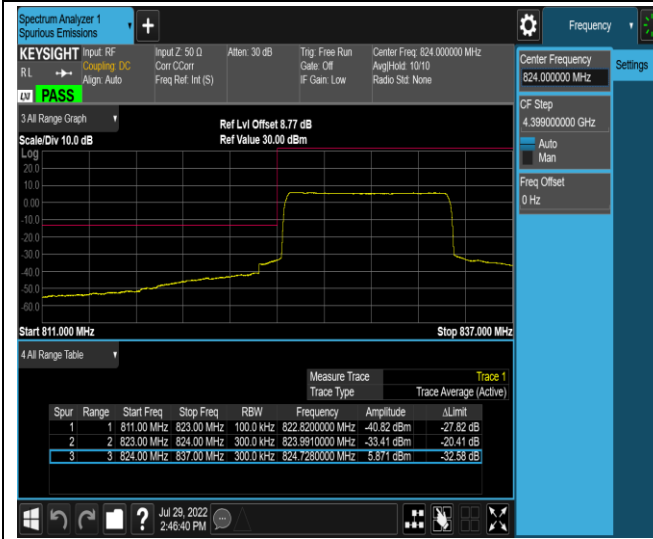 Spectrum Analyzer 1
Spurious Emissions
Frequency
KEYSIGHT Input: RF Input Z: 50 Ω Atten: 30 dB Trig: Free Run Center Freq: 824.000000 MHz
RL Coupling: DC Corr CCorr Gate: Off Avg|Hold: 10/10
Align: Auto Freq Ref: Int (S) IF Gain: Low Radio Std: None
LXI PASS
Center Frequency
824.000000 MHz
Settings
CF Step
4.399000000 GHz
Auto
Man
Freq Offset
0 Hz
3 All Range Graph
Ref Lvl Offset 8.77 dB
Scale/Div 10.0 dB Ref Value 30.00 dBm
Log
20.0
10.0
0.00
-10.0
-20.0
-30.0
-40.0
-50.0
-60.0
Start 811.000 MHz Stop 837.000 MHz
4 All Range Table
Measure Trace Trace 1
Trace Type Trace Average (Active)
Spur Range Start Freq Stop Freq RBW Frequency Amplitude ΔLimit
1 1 811.00 MHz 823.00 MHz 100.0 kHz 822.8200000 MHz -40.82 dBm -27.82 dB
2 2 823.00 MHz 824.00 MHz 300.0 kHz 823.9910000 MHz -33.41 dBm -20.41 dB
3 3 824.00 MHz 837.00 MHz 300.0 kHz 824.7280000 MHz 5.871 dBm -32.58 dB
Jul 29, 2022
2:46:40 PM